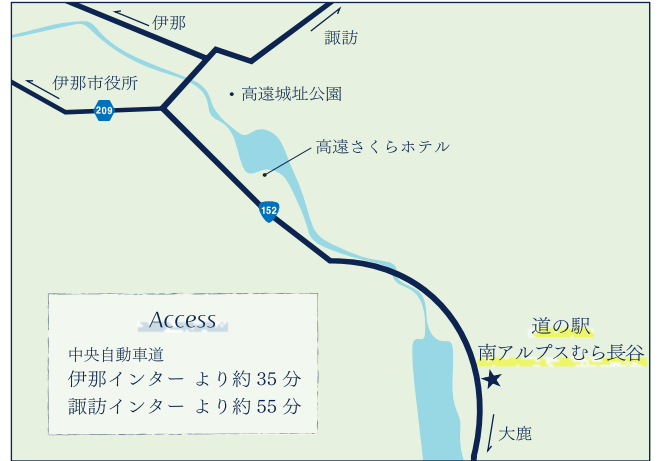 伊那
諏訪
伊那市役所
高遠城址公園
209
高遠さくらホテル
152
道の駅
南アルプスむら長谷
Access
中央自動車道
伊那インター より約 35 分
諏訪インター より約 55 分
大鹿